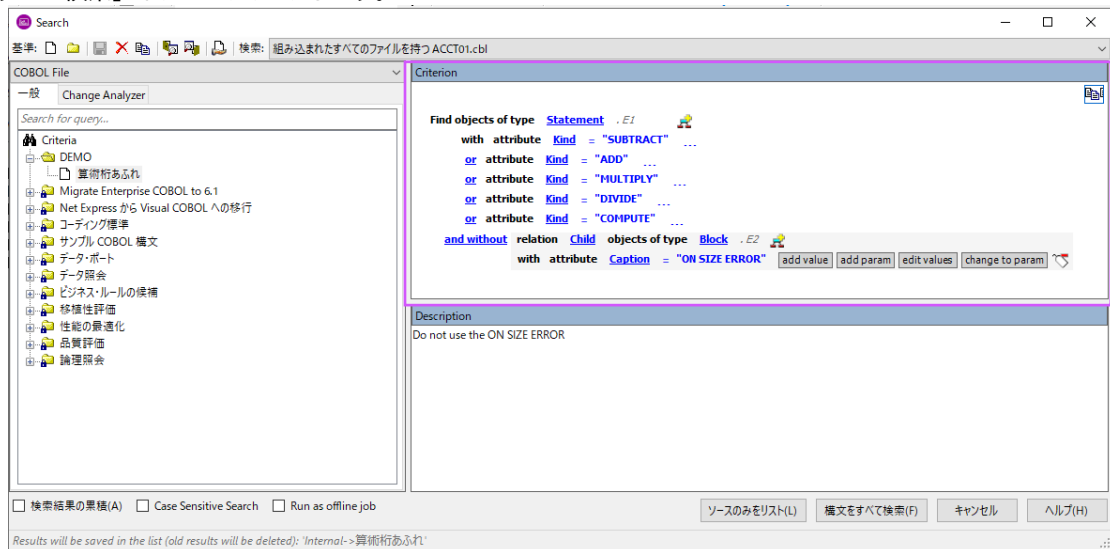 Search
基準:
検索: 組み込まれたすべてのファイルを持つ ACCT01.cbl
COBOL File
一般 Change Analyzer
Search for query...
Criteria
DEMO
算術桁あふれ
Migrate Enterprise COBOL to 6.1
Net Express から Visual COBOL への移行
コーディング標準
サンプル COBOL 構文
データ・ポート
データ照会
ビジネス・ルールの候補
移植性評価
性能の最適化
品質評価
論理照会
Criterion
Find objects of type Statement . E1
with attribute Kind = "SUBTRACT" ...
or attribute Kind = "ADD" ...
or attribute Kind = "MULTIPLY" ...
or attribute Kind = "DIVIDE" ...
or attribute Kind = "COMPUTE" ...
and without relation Child objects of type Block . E2
with attribute Caption = "ON SIZE ERROR" add value add param edit values change to param
Description
Do not use the ON SIZE ERROR
検索結果の累積(A) Case Sensitive Search Run as offline job
ソースのみをリスト(L) 構文をすべて検索(F) キャンセル ヘルプ(H)
Results will be saved in the list (old results will be deleted): 'Internal->算術桁あふれ'